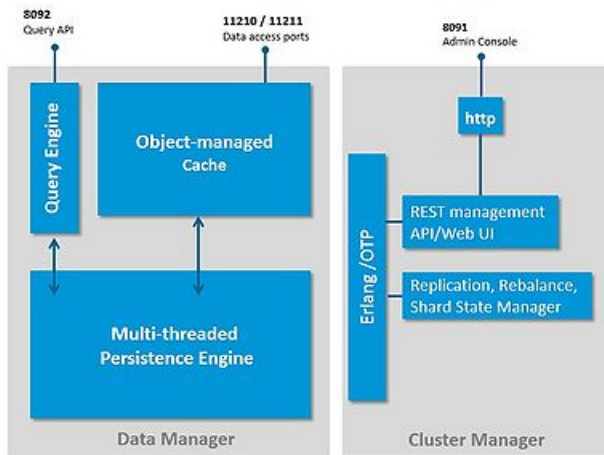 8092
Query API
11210 / 11211
Data access ports
8091
Admin Console
Query Engine
Object-managed
Cache
Multi-threaded
Persistence Engine
Data Manager
http
Erlang /OTP
REST management
API/Web UI
Replication, Rebalance,
Shard State Manager
Cluster Manager